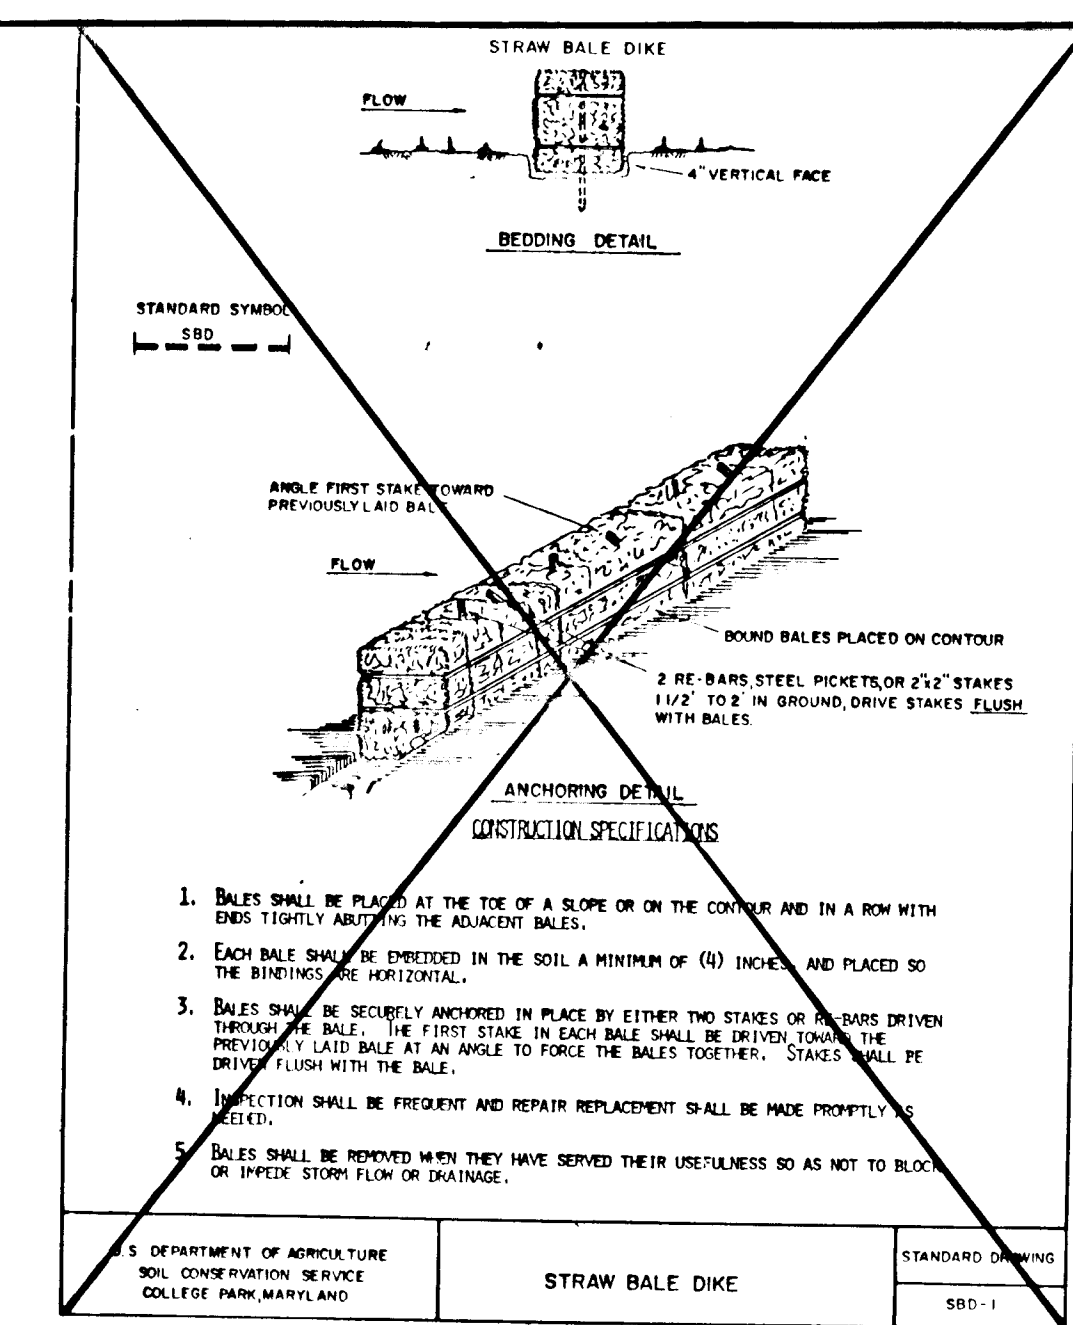 STRAW BALE DIKE
FLOW
4" VERTICAL FACE
BEDDING DETAIL
STANDARD SYMBOL
SBD
ANGLE FIRST STAKE TOWARD
PREVIOUSLY LAID BALE
FLOW
BOUND BALES PLACED ON CONTOUR
2 RE-BARS, STEEL PICKETS, OR 2"x2" STAKES
1 1/2' TO 2' IN GROUND, DRIVE STAKES FLUSH
WITH BALES.
ANCHORING DETAIL
CONSTRUCTION SPECIFICATIONS
1. BALES SHALL BE PLACED AT THE TOE OF A SLOPE OR ON THE CONTOUR AND IN A ROW WITH
ENDS TIGHTLY ABUTTING THE ADJACENT BALES.
2. EACH BALE SHALL BE EMBEDDED IN THE SOIL A MINIMUM OF (4) INCHES, AND PLACED SO
THE BINDINGS ARE HORIZONTAL.
3. BALES SHALL BE SECURELY ANCHORED IN PLACE BY EITHER TWO STAKES OR RE-BARS DRIVEN
THROUGH THE BALE. THE FIRST STAKE IN EACH BALE SHALL BE DRIVEN TOWARD THE
PREVIOUSLY LAID BALE AT AN ANGLE TO FORCE THE BALES TOGETHER. STAKES SHALL BE
DRIVEN FLUSH WITH THE BALE.
4. INSPECTION SHALL BE FREQUENT AND REPAIR REPLACEMENT SHALL BE MADE PROMPTLY AS
NEEDED.
5. BALES SHALL BE REMOVED WHEN THEY HAVE SERVED THEIR USEFULNESS SO AS NOT TO BLOCK
OR IMPEDE STORM FLOW OR DRAINAGE.
U.S DEPARTMENT OF AGRICULTURE
SOIL CONSERVATION SERVICE
COLLEGE PARK, MARYLAND
STRAW BALE DIKE
STANDARD DRAWING
SBD-1